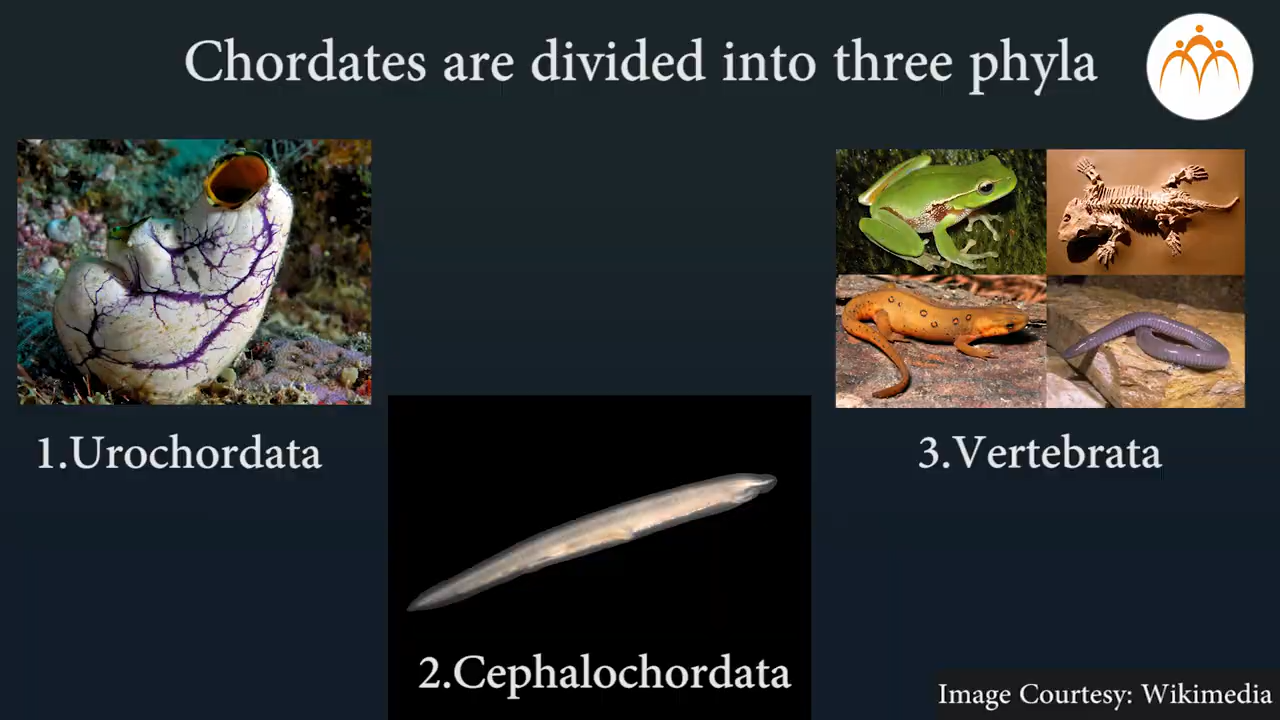 Chordates are divided into three phyla
1.Urochordata
3.Vertebrata
2.Cephalochordata
Image Courtesy: Wikimedia